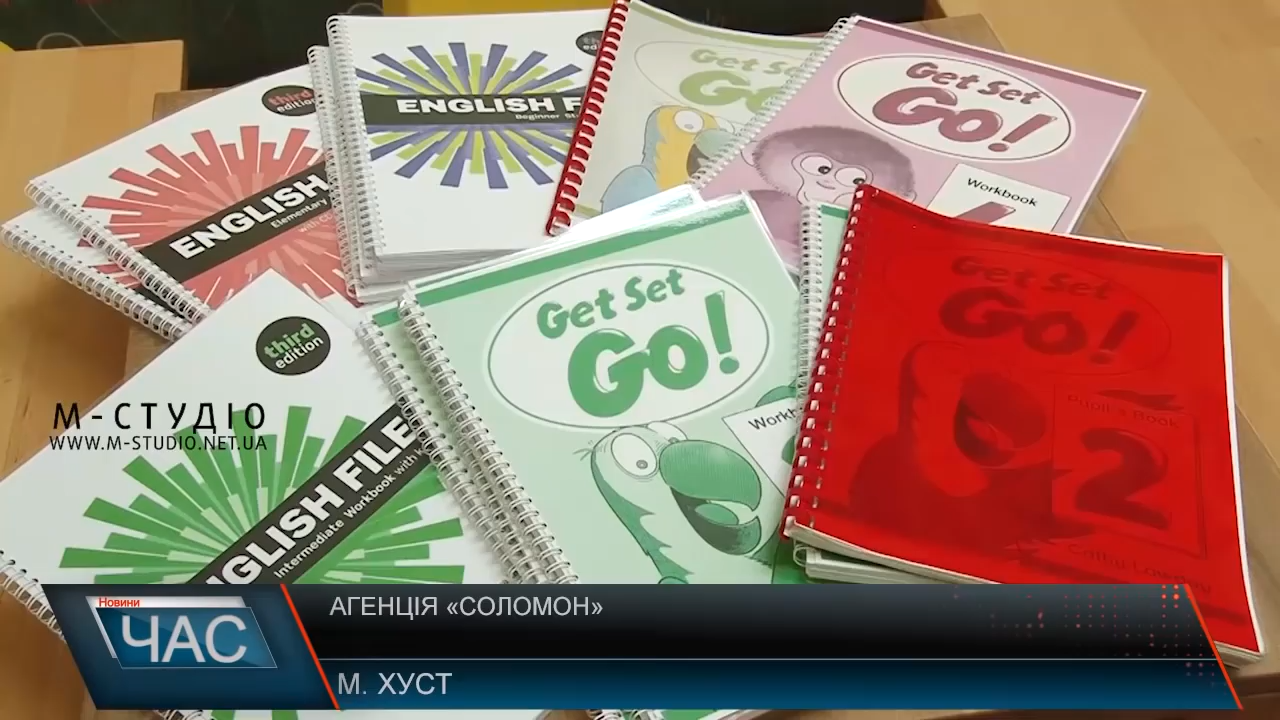 third
edition
ENGLISH
Elementary
ENGLISH F
Beginner
Get Set
Go!
Get Set
Go!
Workbook
third
edition
ENGLISH FILE
Intermediate Workbook with k
Get Set
Go!
Workb
Get Set
Go!
Pupil's Book
2
М-СТУДІО
WWW.M-STUDIO.NET.UA
Новини
ЧАС
АГЕНЦІЯ «СОЛОМОН»
М. ХУСТ